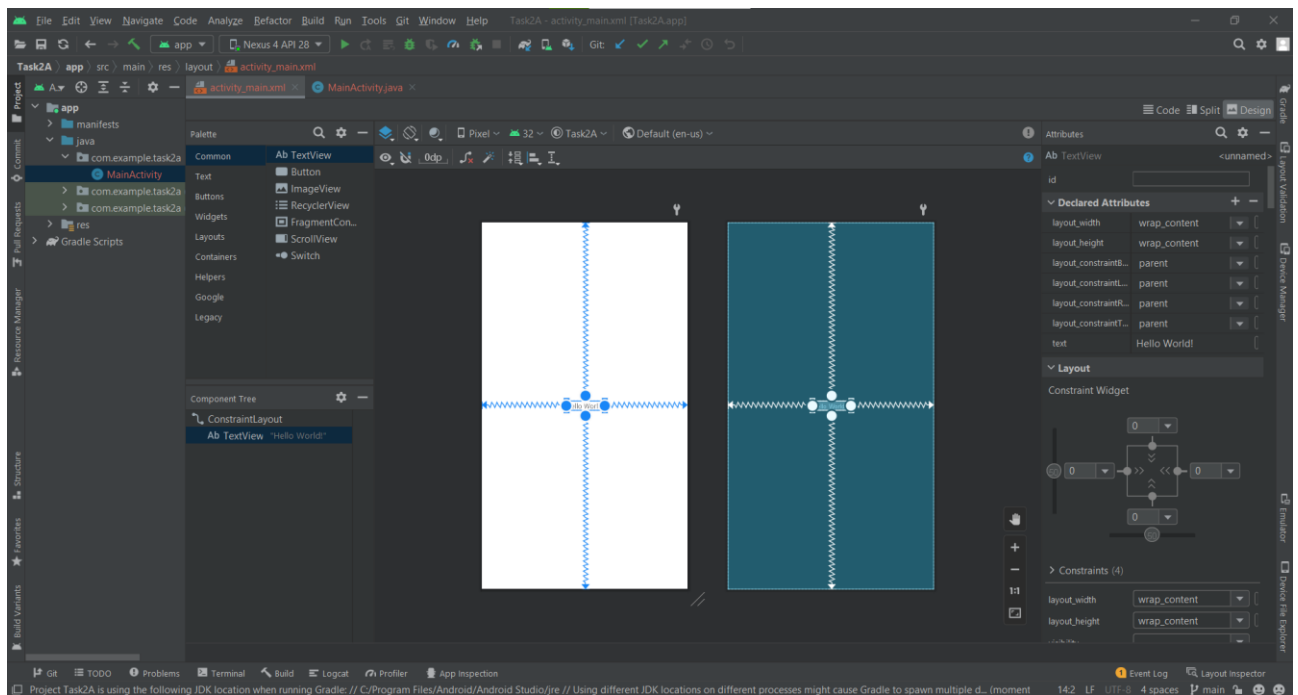 File Edit View Navigate Code Analyze Refactor Build Run Tools Git Window Help Task2A - activity_main.xml [Task2A.app]
app Nexus 4 API 28 Git:
Task2A app src main res layout activity_main.xml
A... activity_main.xml MainActivity.java
Code Split Design
Project
Commit
Pull Requests
Resource Manager
Structure
Favorites
Build Variants
app
manifests
java
com.example.task2a
MainActivity
com.example.task2a
com.example.task2a
res
Gradle Scripts
Palette
Common
Text
Buttons
Widgets
Layouts
Containers
Helpers
Google
Legacy
Ab TextView
Button
ImageView
RecyclerView
FragmentCon...
ScrollView
Switch
Component Tree
ConstraintLayout
Ab TextView "Hello World!"
Pixel 32 Task2A Default (en-us)
0dp
1:1
Attributes
Ab TextView <unnamed>
id
Declared Attributes
layout_width wrap_content
layout_height wrap_content
layout_constraintB... parent
layout_constraintL... parent
layout_constraintR... parent
layout_constraintT... parent
text Hello World!
Layout
Constraint Widget
0
50 0 0
0
50
Constraints (4)
layout_width wrap_content
layout_height wrap_content
visibility
Gradle
Layout Validation
Device Manager
Emulator
Device File Explorer
Git TODO Problems Terminal Build Logcat Profiler App Inspection 1 Event Log Layout Inspector
Project Task2A is using the following JDK location when running Gradle: // C:/Program Files/Android/Android Studio/jre // Using different JDK locations on different processes might cause Gradle to spawn multiple d... (moment 14:2 LF UTF-8 4 spaces main